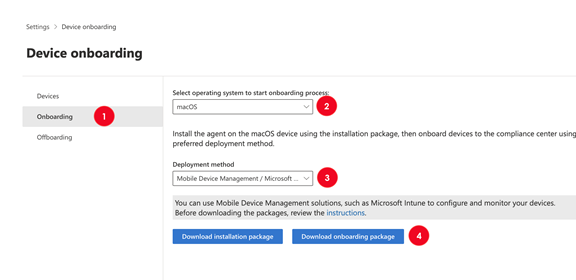 Settings > Device onboarding
Device onboarding
Devices
Onboarding
1
Offboarding
Select operating system to start onboarding process:
macOS
2
Install the agent on the macOS device using the installation package, then onboard devices to the compliance center using
preferred deployment method.
Deployment method
Mobile Device Management / Microsoft ...
3
You can use Mobile Device Management solutions, such as Microsoft Intune to configure and monitor your devices.
Before downloading the packages, review the instructions.
Download installation package
Download onboarding package
4